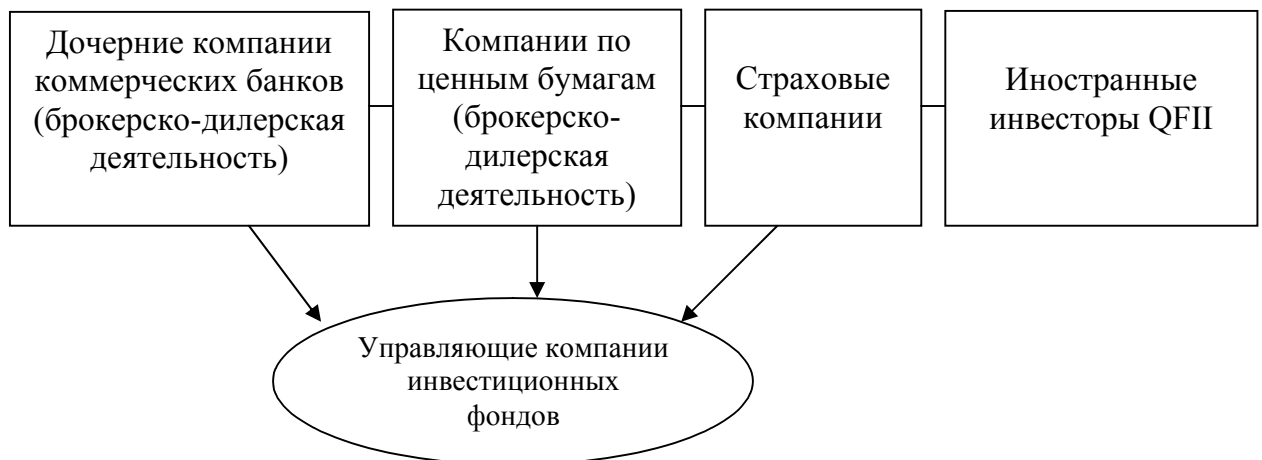 Дочерние компании
коммерческих банков
(брокерско-дилерская
деятельность)
Компании по
ценным бумагам
(брокерско-
дилерская
деятельность)
Страховые
компании
Иностранные
инвесторы QFII
Управляющие компании
инвестиционных
фондов